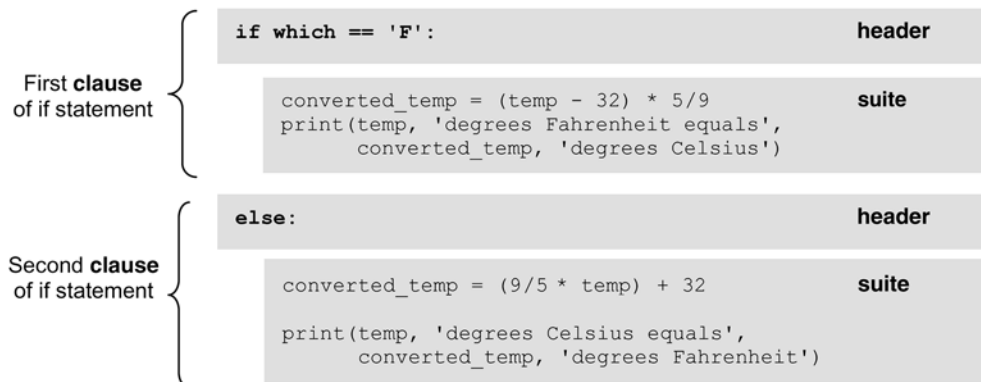 if which == 'F': header
First clause
of if statement
converted_temp = (temp - 32) * 5/9 suite
print(temp, 'degrees Fahrenheit equals',
converted_temp, 'degrees Celsius')
else: header
Second clause
of if statement
converted_temp = (9/5 * temp) + 32 suite
print(temp, 'degrees Celsius equals',
converted_temp, 'degrees Fahrenheit')